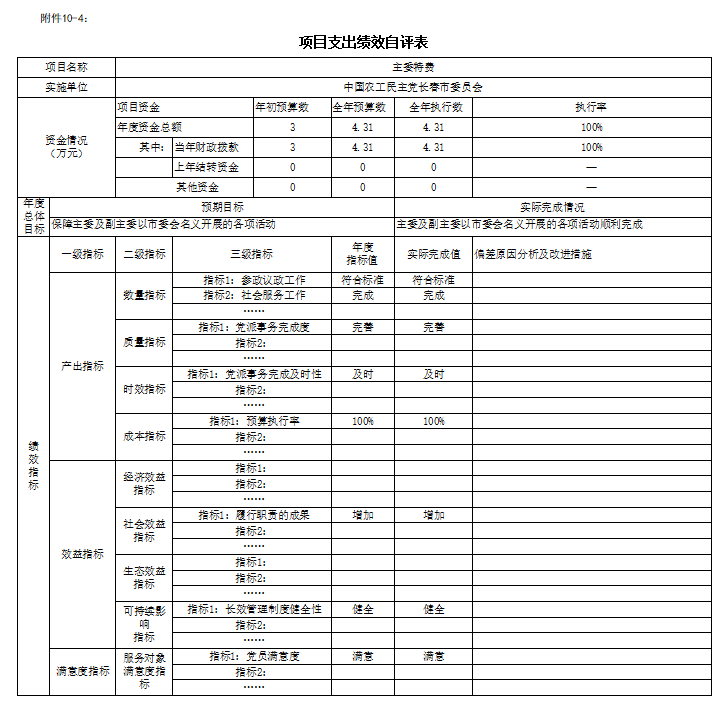 附件10-4：
项目支出绩效自评表
项目名称 主委特费
实施单位 中国农工民主党长春市委员会
资金情况
（万元）
项目资金 年初预算数 全年预算数 全年执行数 执行率
年度资金总额 3 4.31 4.31 100%
其中：当年财政拨款 3 4.31 4.31 100%
上年结转资金 0 0 0 —
其他资金 0 0 0 —
年度
总体
目标
预期目标 实际完成情况
保障主委及副主委以市委会名义开展的各项活动 主委及副主委以市委会名义开展的各项活动顺利完成
绩
效
指
标
一级指标 二级指标 三级指标 年度
指标值 实际完成值 偏差原因分析及改进措施
产出指标
数量指标
指标1：参政议政工作 符合标准 符合标准
指标2：社会服务工作 完成 完成
……
质量指标
指标1：党派事务完成度 完善 完善
指标2：
……
时效指标
指标1：党派事务完成及时性 及时 及时
指标2：
……
成本指标
指标1：预算执行率 100% 100%
指标2：
……
效益指标
经济效益
指标
指标1：
指标2：
……
社会效益
指标
指标1：履行职责的成果 增加 增加
指标2：
……
生态效益
指标
指标1：
指标2：
……
可持续影
响
指标
指标1：长效管理制度健全性 健全 健全
指标2：
……
满意度指标
服务对象
满意度指
标
指标1：党员满意度 满意 满意
指标2：
……